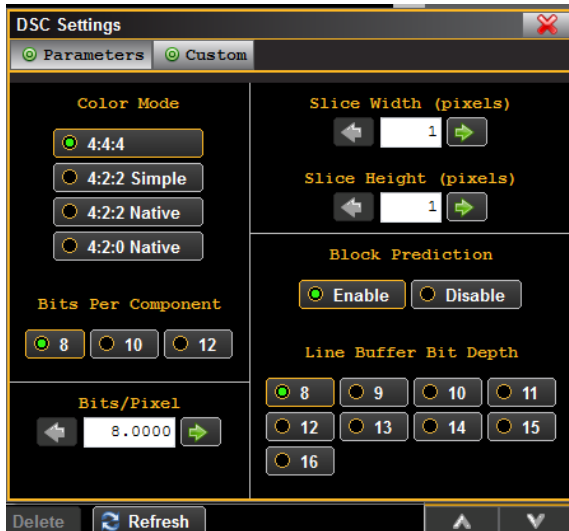 DSC Settings
Parameters Custom
Color Mode
4:4:4
4:2:2 Simple
4:2:2 Native
4:2:0 Native
Bits Per Component
8 10 12
Bits/Pixel
8.0000
Slice Width (pixels)
1
Slice Height (pixels)
1
Block Prediction
Enable Disable
Line Buffer Bit Depth
8 9 10 11
12 13 14 15
16
Delete Refresh